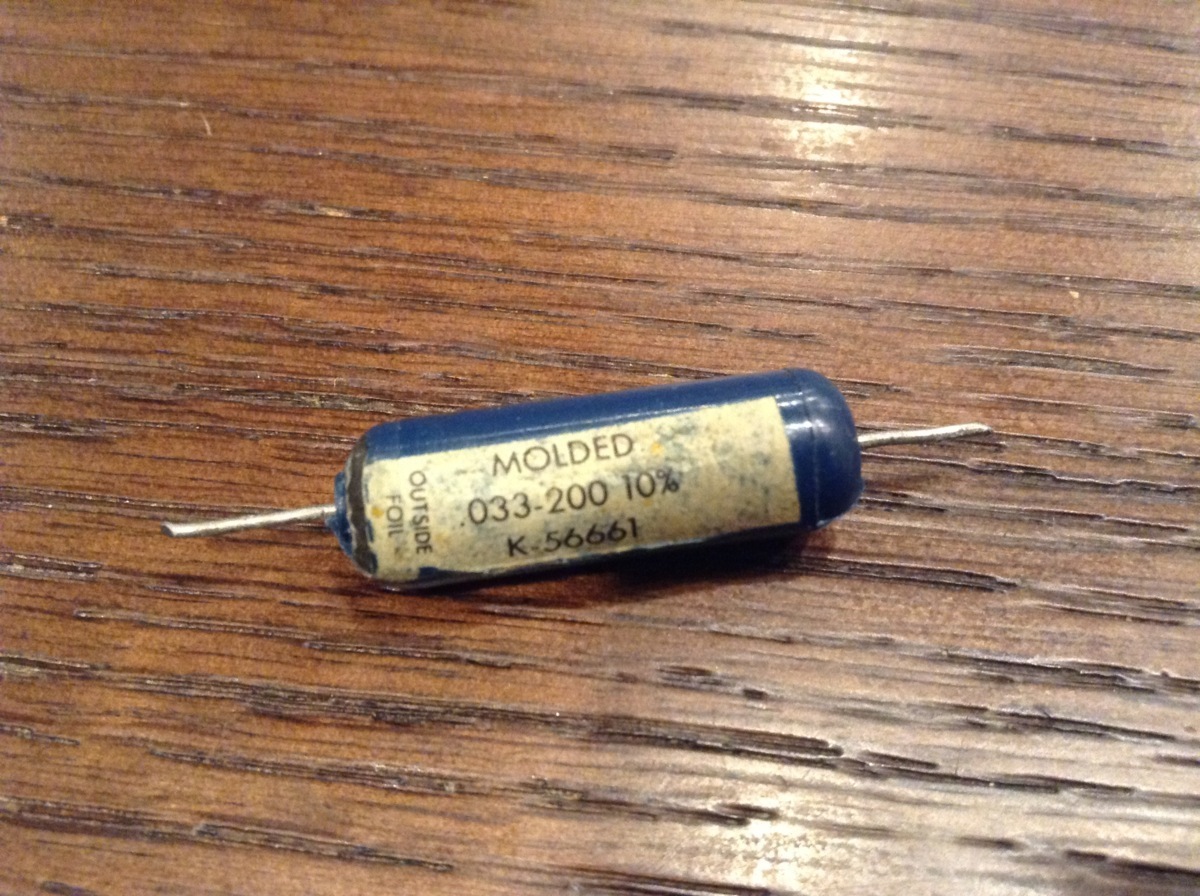 MOLDED
.033-200 10%
K-56661
OUTSIDE
FOIL